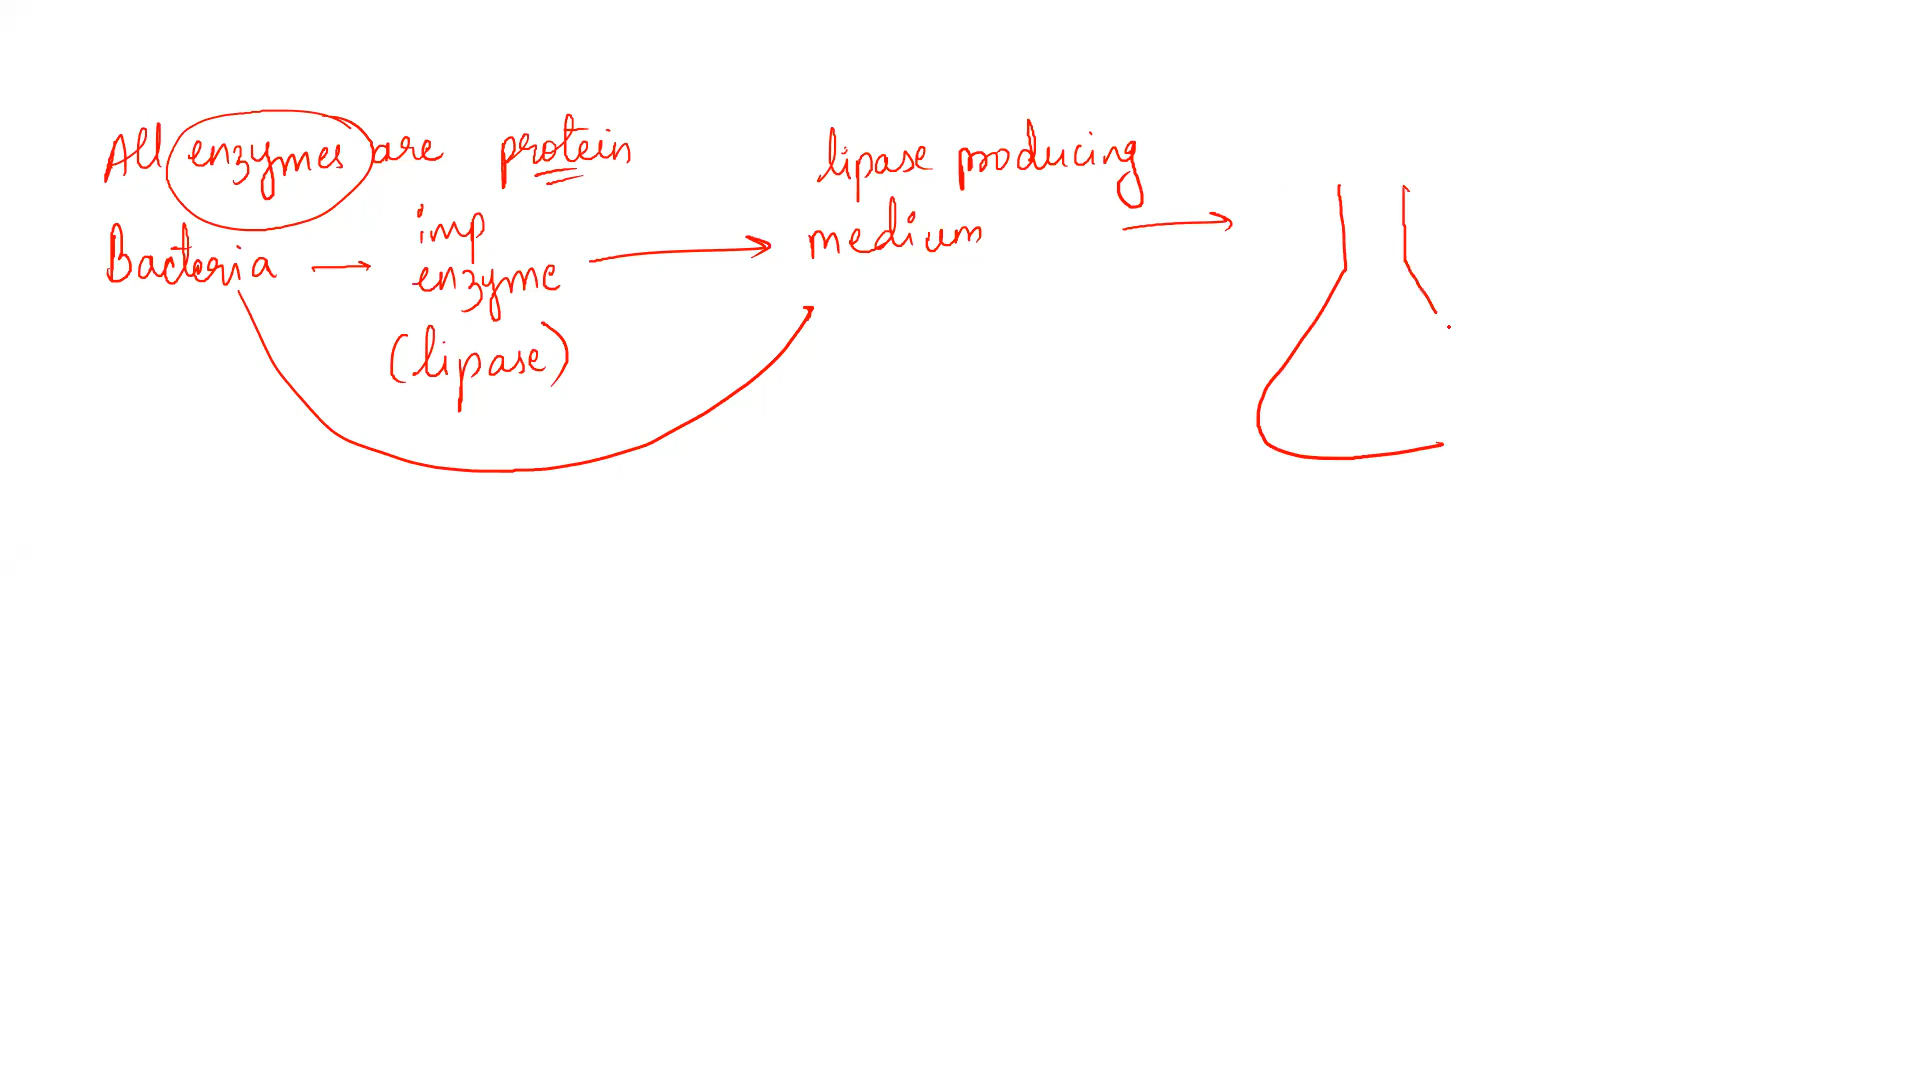 All enzymes are protein
Bacteria → imp
enzyme
(lipase)
lipase producing
medium